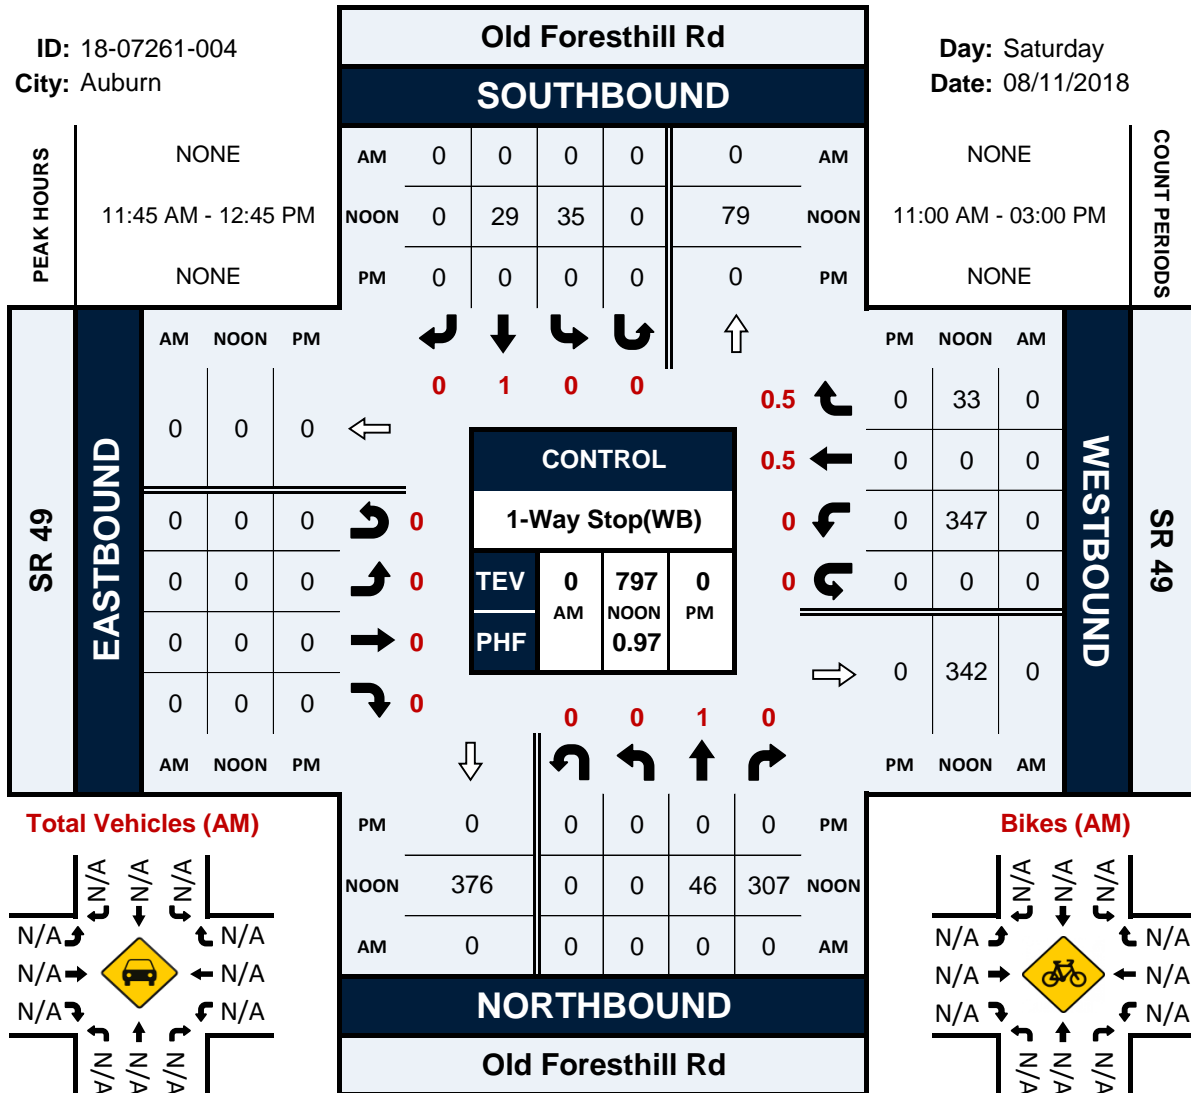 Old Foresthill Rd
ID: 18-07261-004
City: Auburn
Day: Saturday
Date: 08/11/2018
SOUTHBOUND
PEAK HOURS
NONE
11:45 AM - 12:45 PM
NONE
AM 0 0 0 0 0 AM
NOON 0 29 35 0 79 NOON
PM 0 0 0 0 0 PM
NONE
11:00 AM - 03:00 PM
NONE
COUNT PERIODS
0 1 0 0
SR 49
EASTBOUND
AM NOON PM
0 0 0
0 0 0 0
0 0 0 0
0 0 0 0
0 0 0 0
AM NOON PM
CONTROL
1-Way Stop(WB)
TEV 0 797 0
AM NOON PM
PHF 0.97
PM NOON AM
0.5 0 33 0
0.5 0 0 0
0 0 347 0
0 0 0 0
0 342 0
PM NOON AM
WESTBOUND
SR 49
0 0 1 0
PM 0 0 0 0 0 PM
NOON 376 0 0 46 307 NOON
AM 0 0 0 0 0 AM
NORTHBOUND
Old Foresthill Rd
Total Vehicles (AM)
N/A N/A N/A
N/A N/A
N/A N/A
N/A N/A
N/A N/A N/A
Bikes (AM)
N/A N/A N/A
N/A N/A
N/A N/A
N/A N/A
N/A N/A N/A